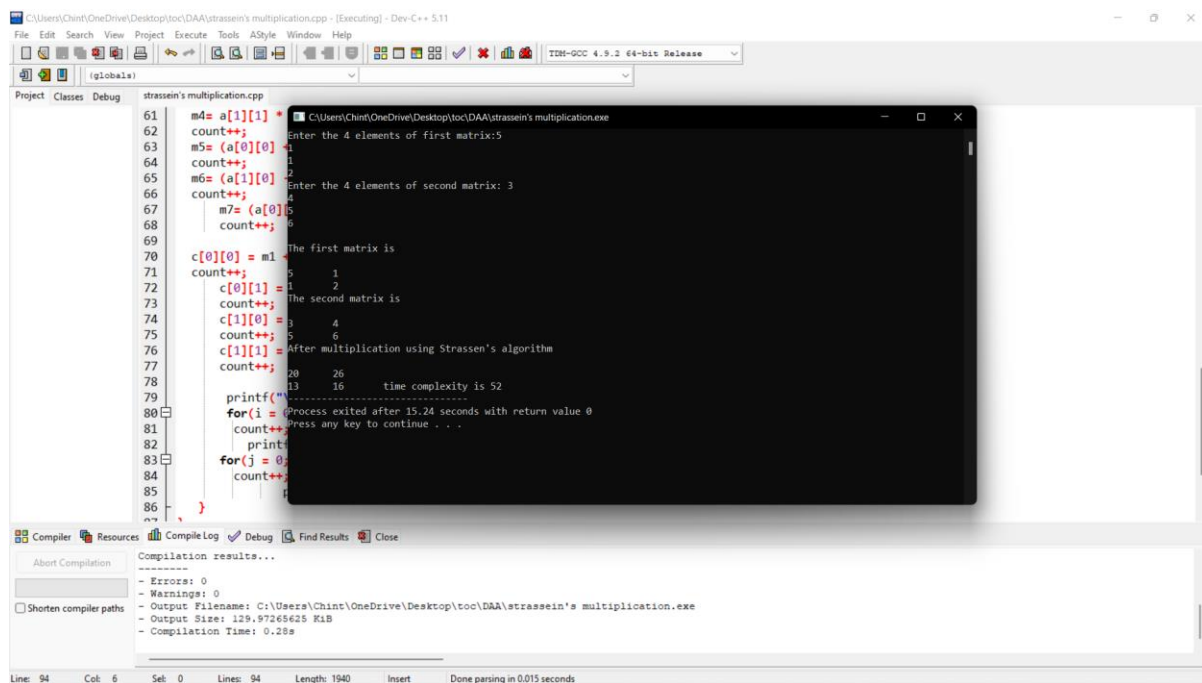 C:\Users\Chint\OneDrive\Desktop\toc\DAA\strassein's multiplication.cpp - [Executing] - Dev-C++ 5.11
File Edit Search View Project Execute Tools AStyle Window Help
TDM-GCC 4.9.2 64-bit Release
(globals)
Project Classes Debug strassein's multiplication.cpp
61 m4= a[1][1] *
62 count++;
63 m5= (a[0][0] +
64 count++;
65 m6= (a[1][0] -
66 count++;
67 m7= (a[0][
68 count++;
69
70 c[0][0] = m1 +
71 count++;
72 c[0][1] =
73 count++;
74 c[1][0] =
75 count++;
76 c[1][1] =
77 count++;
78
79 printf("\
80 for(i = 0
81 count++;
82 printf
83 for(j = 0;
84 count++;
85 p
86 }
87 }
C:\Users\Chint\OneDrive\Desktop\toc\DAA\strassein's multiplication.exe
Enter the 4 elements of first matrix:5
1
1
2
Enter the 4 elements of second matrix: 3
4
5
6
The first matrix is
5 1
1 2
The second matrix is
3 4
5 6
After multiplication using Strassen's algorithm
20 26
13 16 time complexity is 52
--------------------------------
Process exited after 15.24 seconds with return value 0
Press any key to continue . . .
Compiler Resources Compile Log Debug Find Results Close
Abort Compilation
Shorten compiler paths
Compilation results...
--------
- Errors: 0
- Warnings: 0
- Output Filename: C:\Users\Chint\OneDrive\Desktop\toc\DAA\strassein's multiplication.exe
- Output Size: 129.97265625 KiB
- Compilation Time: 0.28s
Line: 94 Col: 6 Sel: 0 Lines: 94 Length: 1940 Insert Done parsing in 0.015 seconds